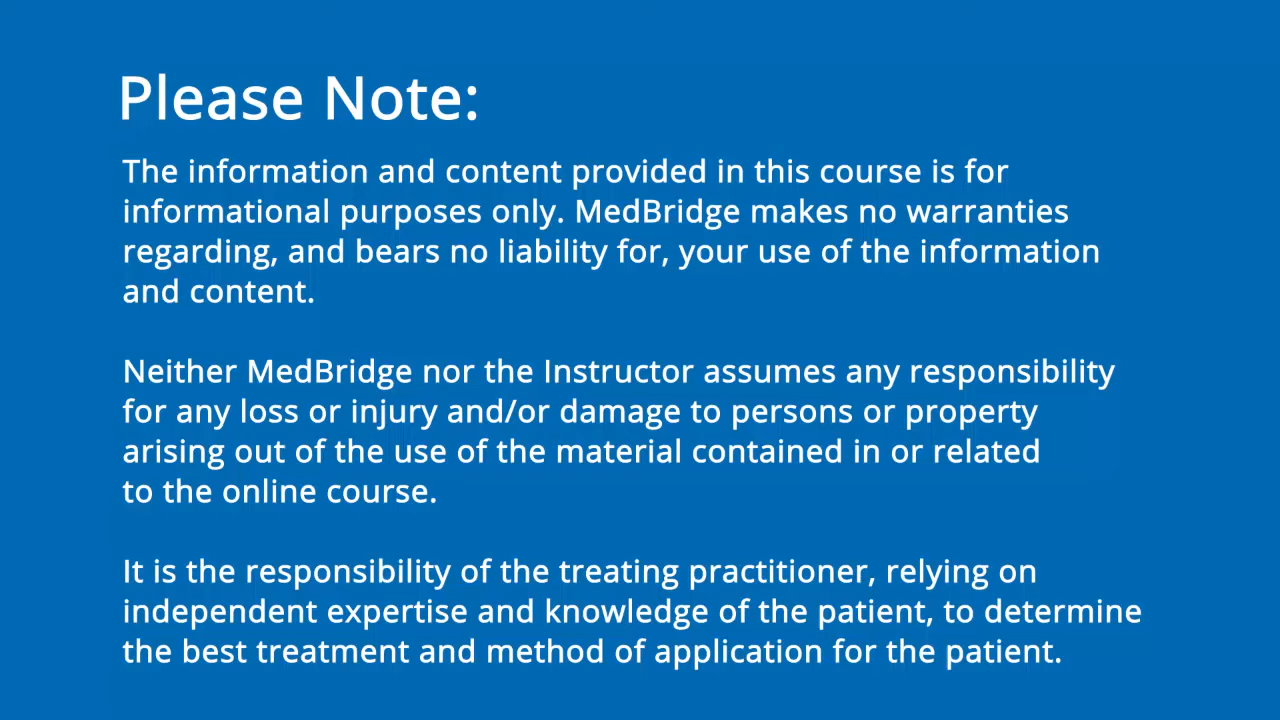 Please Note:
The information and content provided in this course is for
informational purposes only. MedBridge makes no warranties
regarding, and bears no liability for, your use of the information
and content.
Neither MedBridge nor the Instructor assumes any responsibility
for any loss or injury and/or damage to persons or property
arising out of the use of the material contained in or related
to the online course.
It is the responsibility of the treating practitioner, relying on
independent expertise and knowledge of the patient, to determine
the best treatment and method of application for the patient.